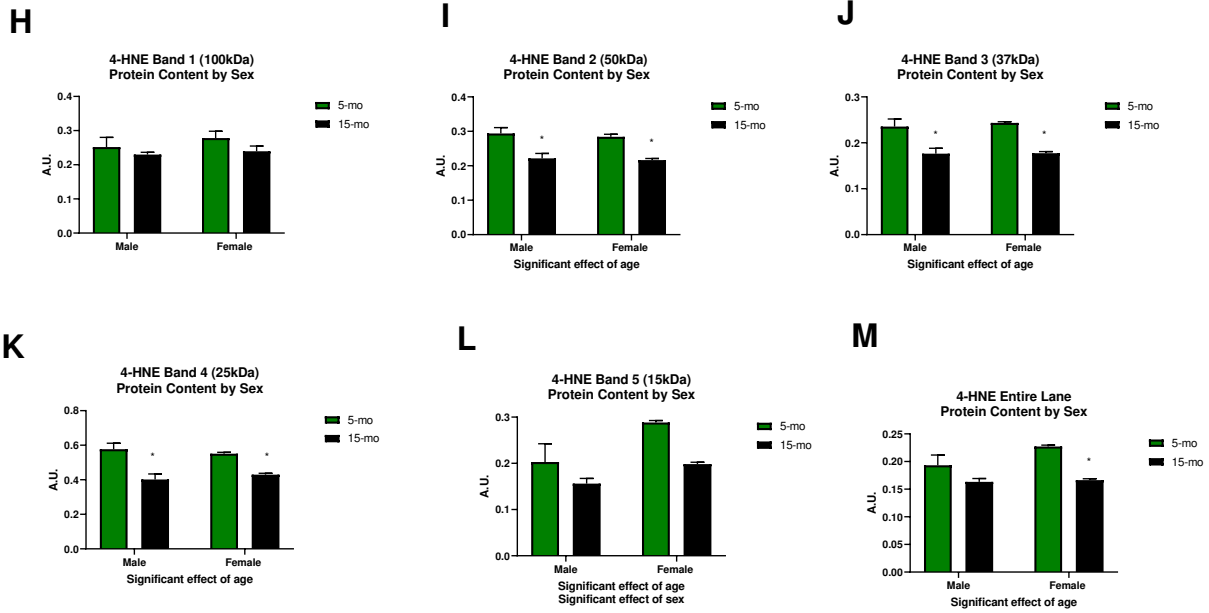 H
4-HNE Band 1 (100kDa)
Protein Content by Sex
0.4
0.3
0.2
0.1
0.0
A.U.
Male
Female
5-mo
15-mo
I
4-HNE Band 2 (50kDa)
Protein Content by Sex
0.4
0.3
0.2
0.1
0.0
A.U.
*
*
Male
Female
Significant effect of age
5-mo
15-mo
J
4-HNE Band 3 (37kDa)
Protein Content by Sex
0.3
0.2
0.1
0.0
A.U.
*
*
Male
Female
Significant effect of age
5-mo
15-mo
K
4-HNE Band 4 (25kDa)
Protein Content by Sex
0.8
0.6
0.4
0.2
0.0
A.U.
*
*
Male
Female
Significant effect of age
5-mo
15-mo
L
4-HNE Band 5 (15kDa)
Protein Content by Sex
0.3
0.2
0.1
0.0
A.U.
Male
Female
Significant effect of age
Significant effect of sex
5-mo
15-mo
M
4-HNE Entire Lane
Protein Content by Sex
0.25
0.20
0.15
0.10
0.05
0.00
A.U.
*
Male
Female
Significant effect of age
5-mo
15-mo